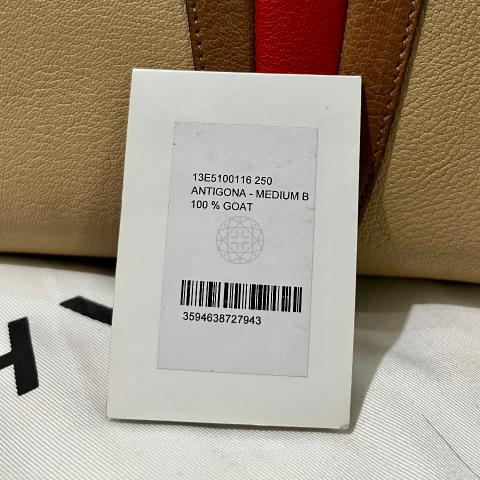 13E5100116 250
ANTIGONA - MEDIUM B
100 % GOAT
3594638727943
H Y